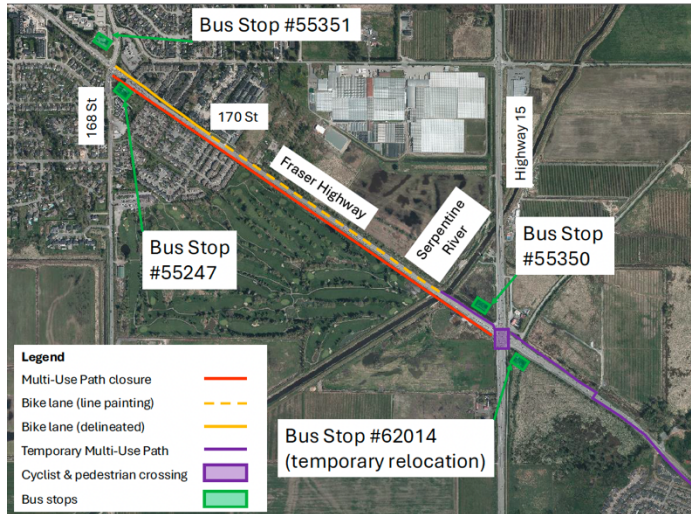 Bus Stop #55351
168 St
170 St
Fraser Highway
Highway 15
Serpentine
River
Bus Stop
#55247
Bus Stop
#55350
Legend
Multi-Use Path closure
Bike lane (line painting)
Bike lane (delineated)
Temporary Multi-Use Path
Cyclist & pedestrian crossing
Bus stops
Bus Stop #62014
(temporary relocation)